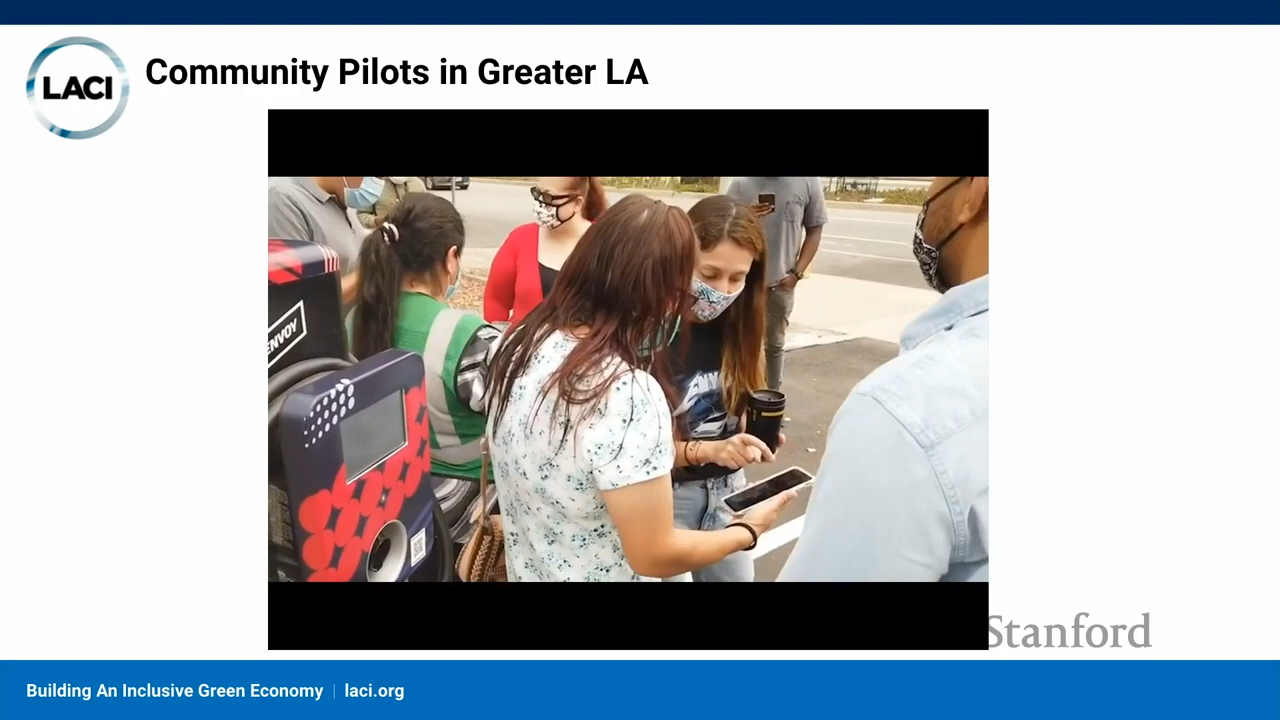 LACI
Community Pilots in Greater LA
ENVOY
Stanford
Building An Inclusive Green Economy | laci.org